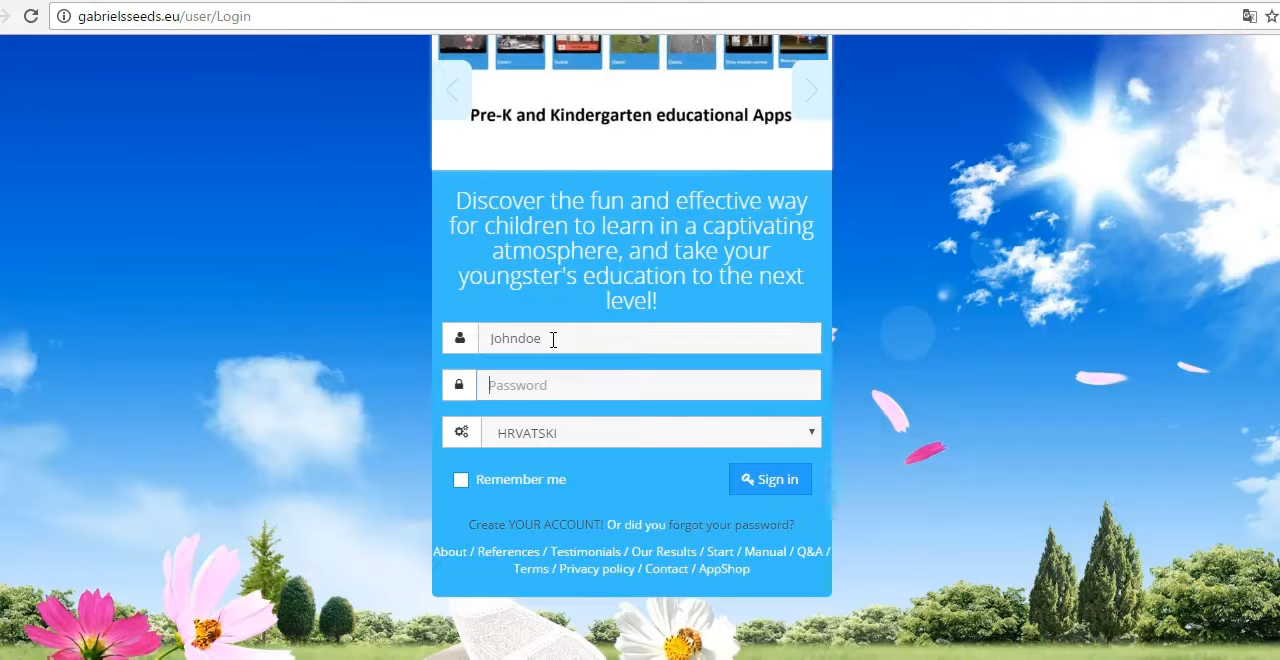 gabrielsseeds.eu/user/Login
Pre-K and Kindergarten educational Apps
Discover the fun and effective way
for children to learn in a captivating
atmosphere, and take your
youngster's education to the next
level!
Johndoe
Password
HRVATSKI
Remember me
Sign in
Create YOUR ACCOUNT! Or did you forgot your password?
About / References / Testimonials / Our Results / Start / Manual / Q&A /
Terms / Privacy policy / Contact / AppShop